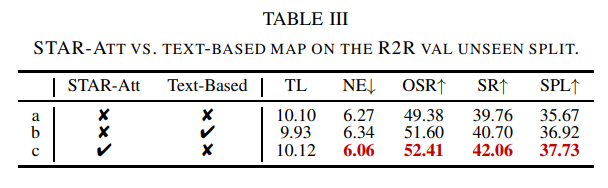 TABLE III
STAR-ATT VS. TEXT-BASED MAP ON THE R2R VAL UNSEEN SPLIT.
STAR-Att Text-Based TL NE↓ OSR↑ SR↑ SPL↑
a ✘ ✘ 10.10 6.27 49.38 39.76 35.67
b ✘ ✔ 9.93 6.34 51.60 40.70 36.92
c ✔ ✘ 10.12 6.06 52.41 42.06 37.73